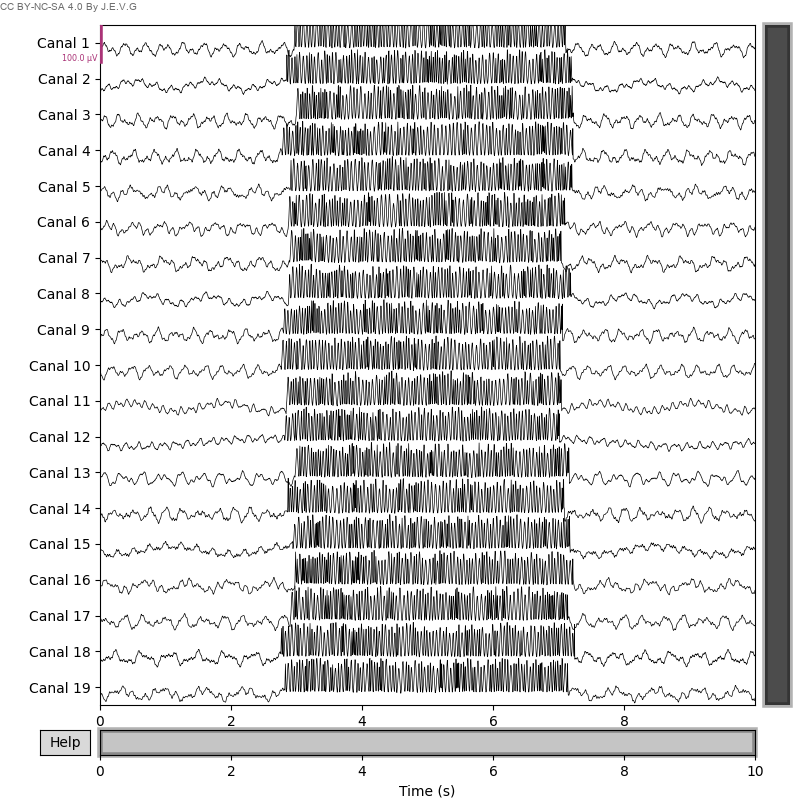 CC BY-NC-SA 4.0 By J.E.V.G
Canal 1
100.0 µV
Canal 2
Canal 3
Canal 4
Canal 5
Canal 6
Canal 7
Canal 8
Canal 9
Canal 10
Canal 11
Canal 12
Canal 13
Canal 14
Canal 15
Canal 16
Canal 17
Canal 18
Canal 19
0 2 4 6 8
Help
0 2 4 6 8 10
Time (s)